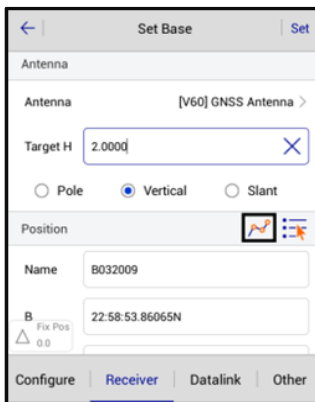 Set Base
Set
Antenna
Antenna [V60] GNSS Antenna >
Target H 2.0000
Pole Vertical Slant
Position
Name B032009
B 22:58:53.86065N
Fix Pos
0.0
Configure Receiver Datalink Other